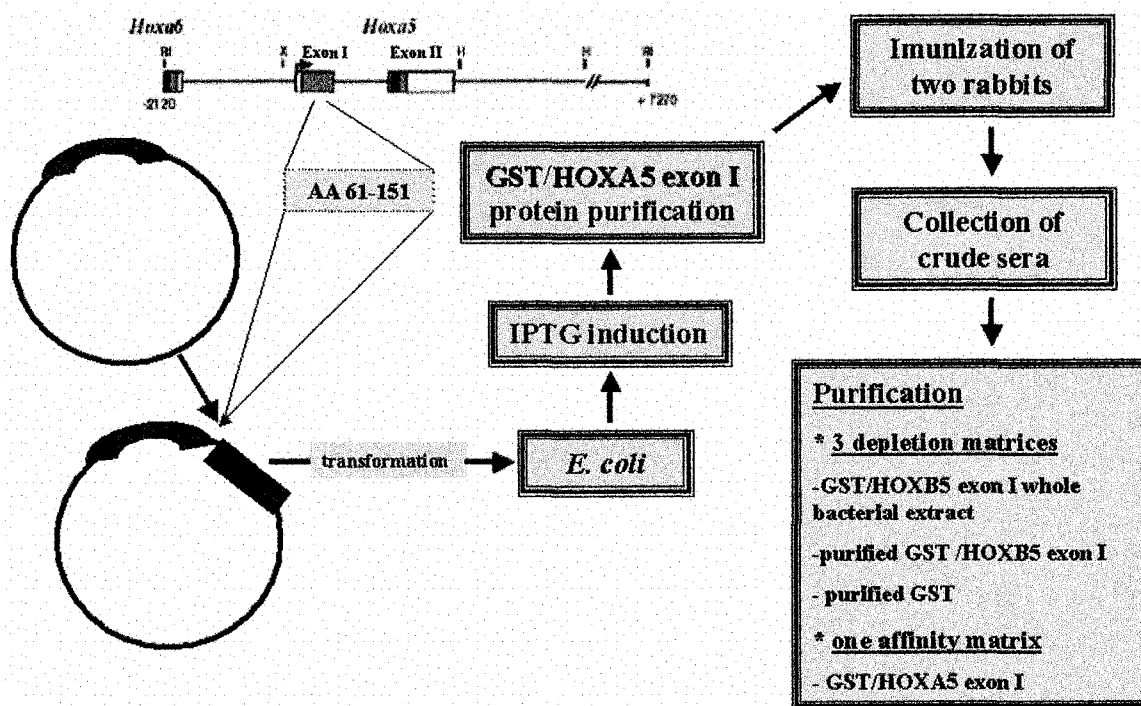 Hoxa6 Hoxa5
RI X Exon I Exon II H H RI
-2120 + 7270
AA 61-151
transformation
E. coli
IPTG induction
GST/HOXA5 exon I
protein purification
Imunization of
two rabbits
Collection of
crude sera
Purification
* 3 depletion matrices
-GST/HOXB5 exon I whole
bacterial extract
-purified GST /HOXB5 exon I
- purified GST
* one affinity matrix
- GST/HOXA5 exon I